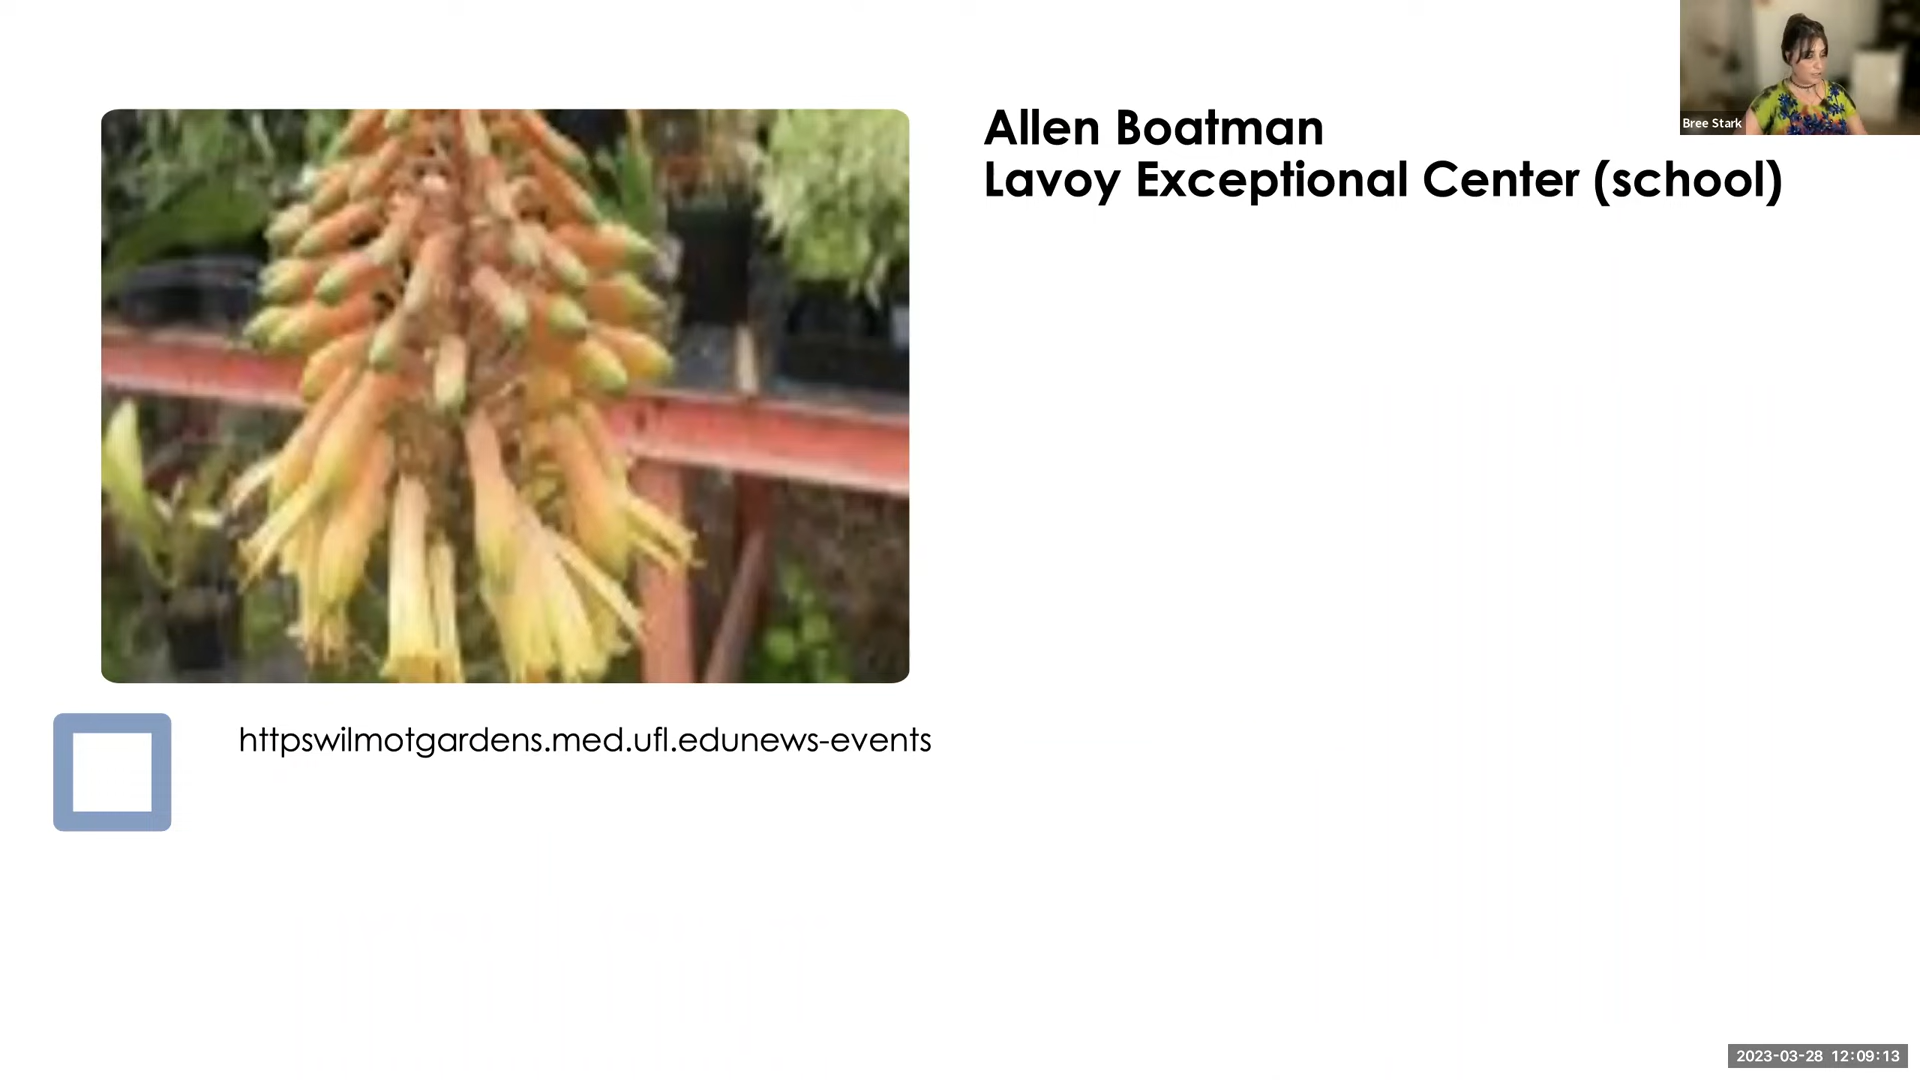 Bree Stark
Allen Boatman
Lavoy Exceptional Center (school)
httpswilmotgardens.med.ufl.edunews-events
2023-03-28 12:09:13